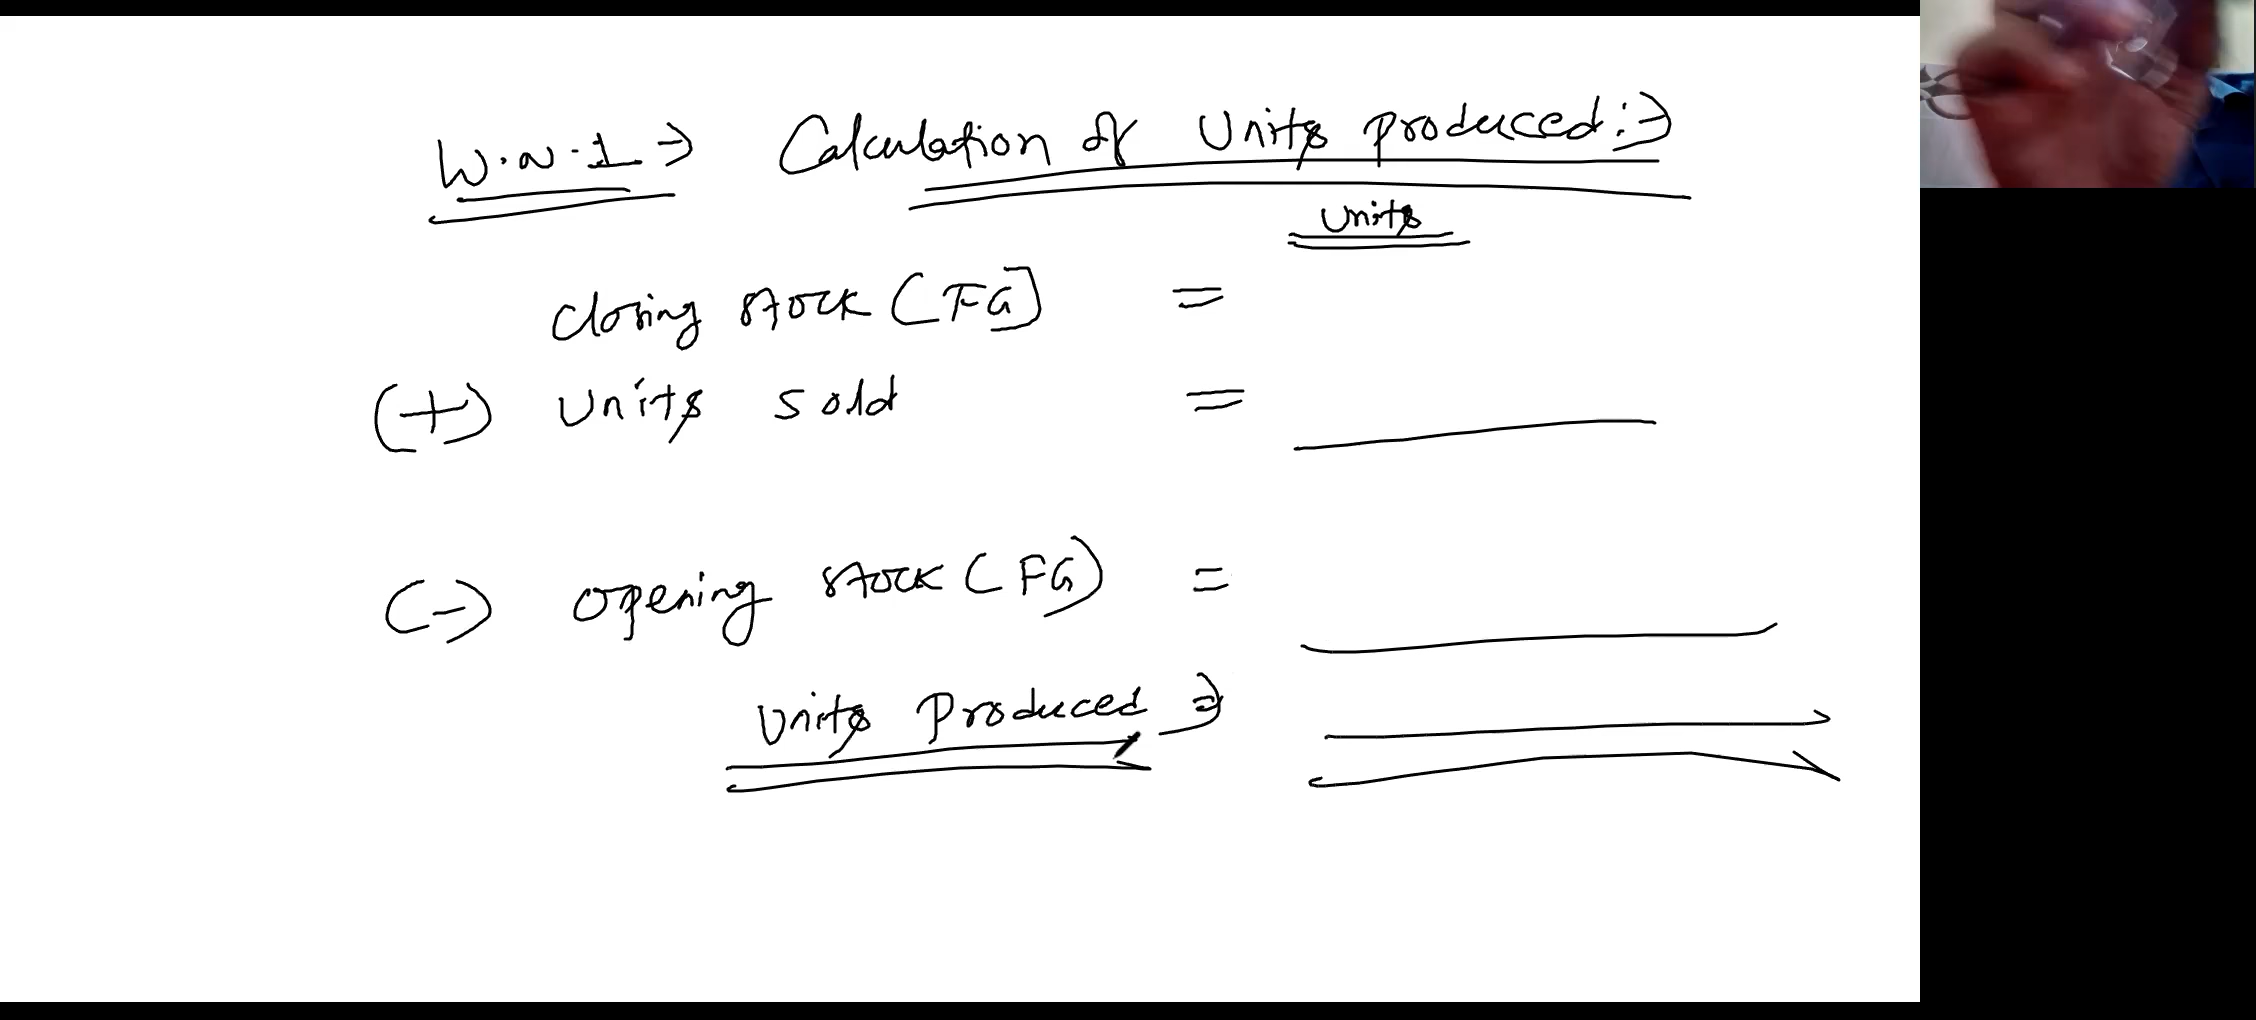 W.N.1 → Calculation of Units Produced :→
Units
Closing stock (FG) =
(+) Units sold =
(-) Opening stock (FG) =
Units Produced →